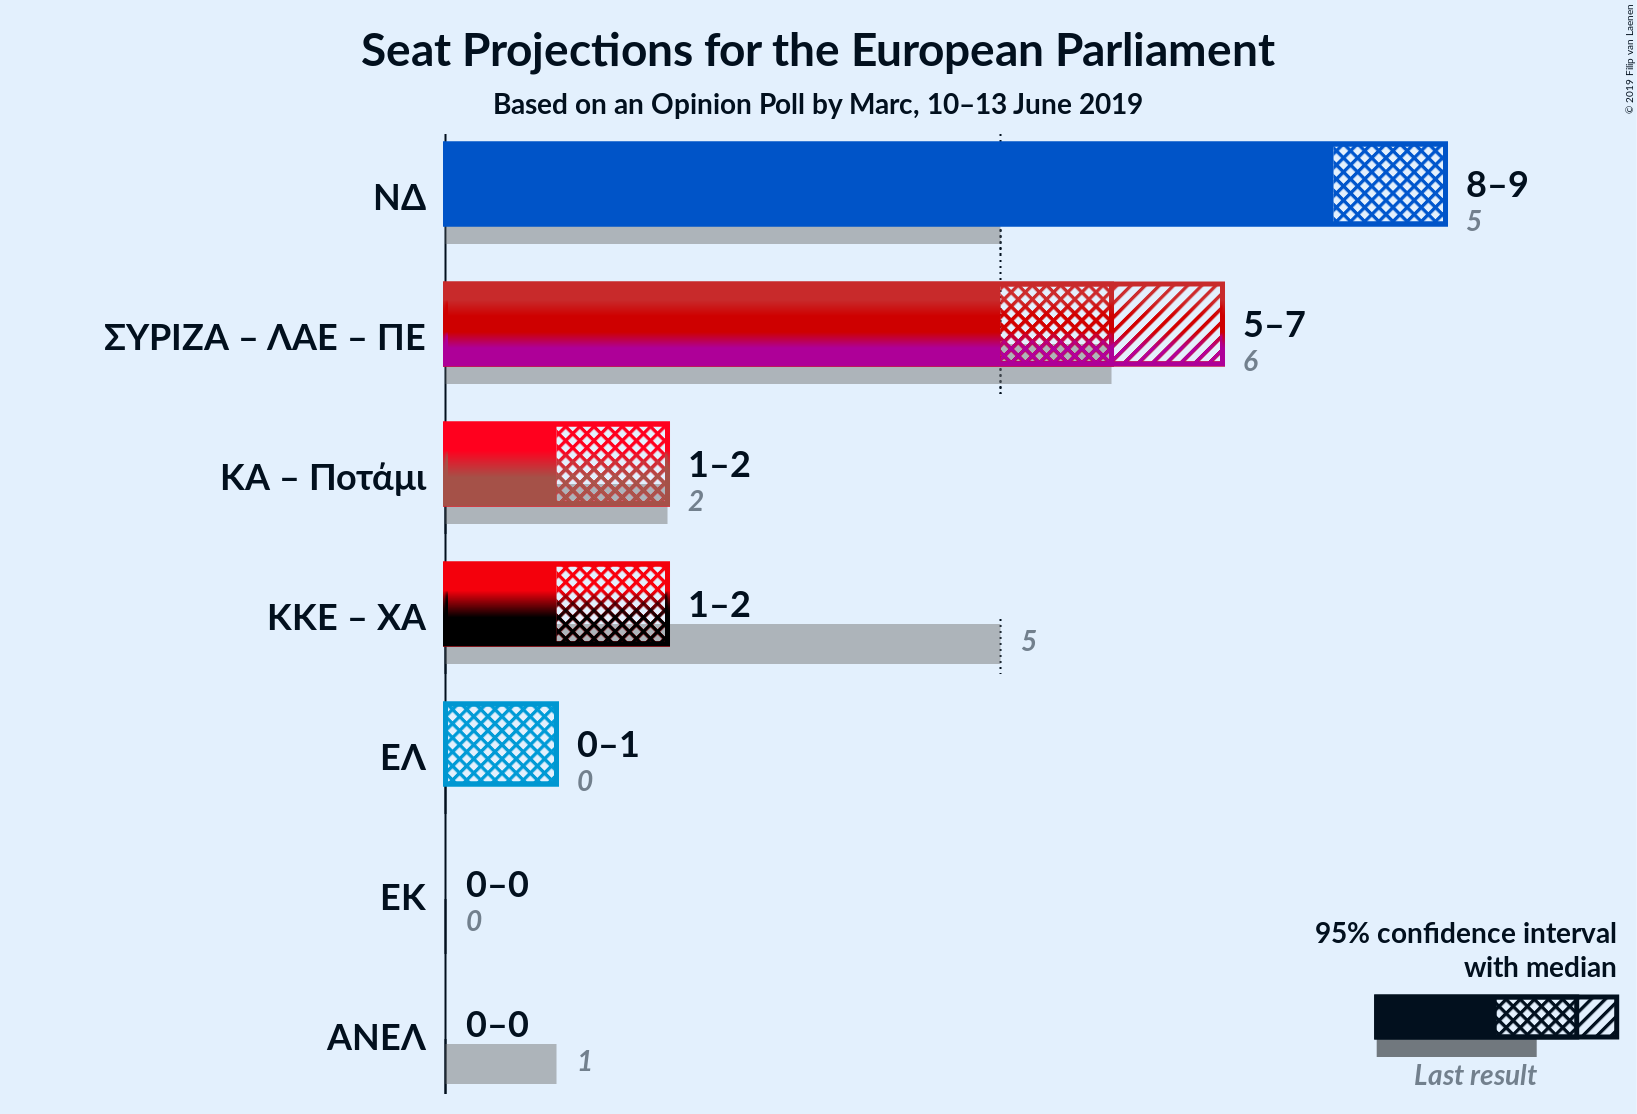 Seat Projections for the European Parliament
Based on an Opinion Poll by Marc, 10–13 June 2019
© 2019 Filip van Laenen
ΝΔ
8–9
5
ΣΥΡΙΖΑ – ΛΑΕ – ΠΕ
5–7
6
ΚΑ – Ποτάμι
1–2
2
ΚΚΕ – ΧΑ
1–2
5
ΕΛ
0–1
0
ΕΚ
0–0
0
ΑΝΕΛ
0–0
1
95% confidence interval
with median
Last result